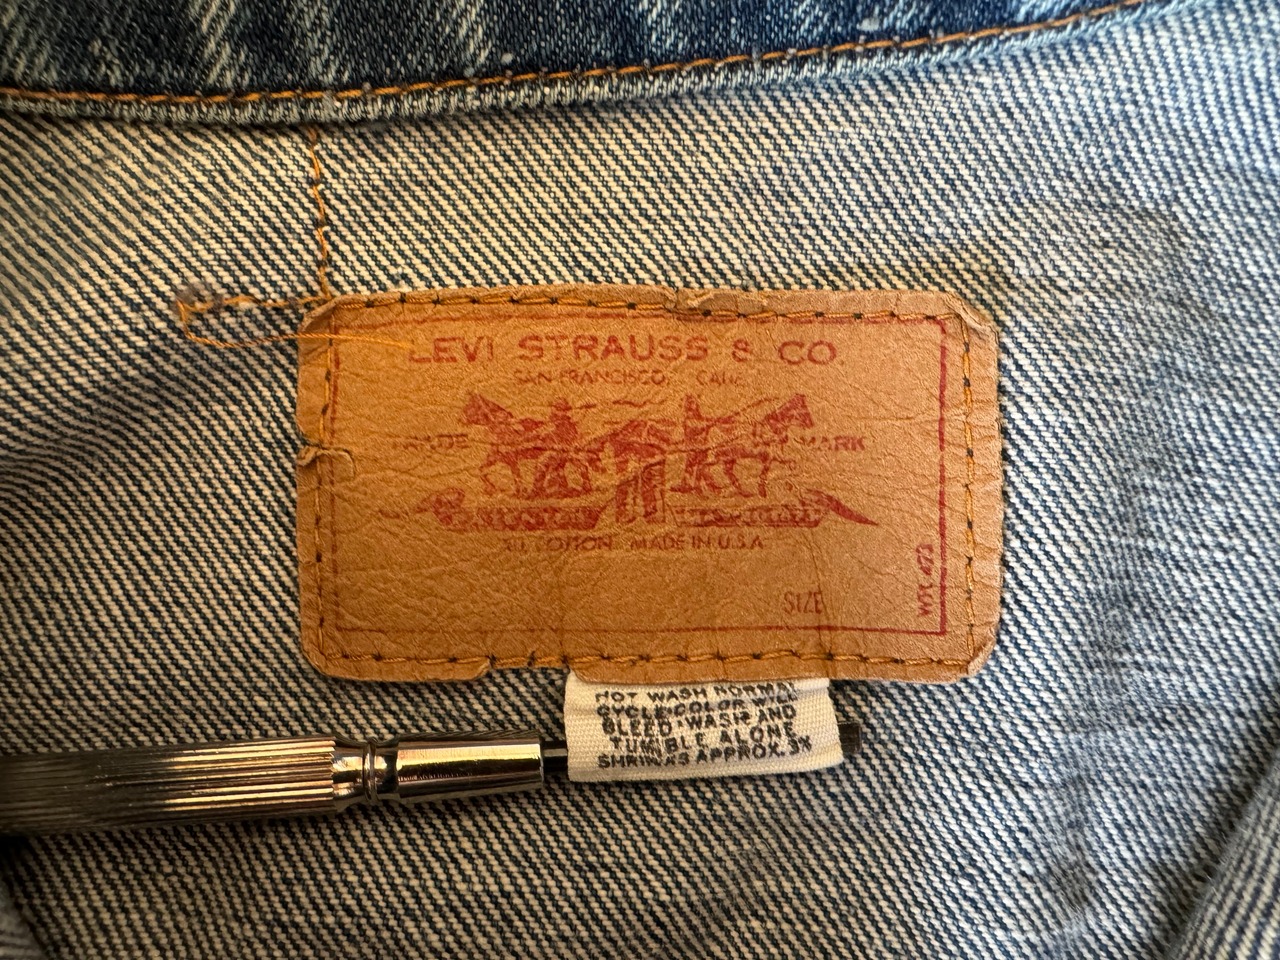 LEVI STRAUSS & CO.
SAN FRANCISCO, CALIF.
TRADE MARK
COTTON MADE IN U.S.A.
SIZE
HOT WASH NORMAL
CYCLE-COLOR WILL
BLEED-WASH AND
TUMBLE ALONE
SHRINKS APPROX. 3%